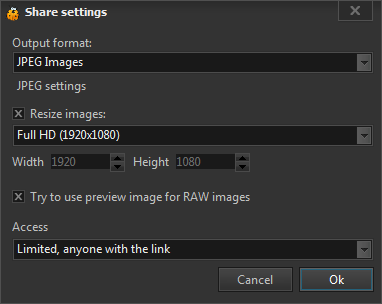 Share settings
Output format:
JPEG Images
JPEG settings
Resize images:
Full HD (1920x1080)
Width 1920 Height 1080
Try to use preview image for RAW images
Access
Limited, anyone with the link
Cancel Ok